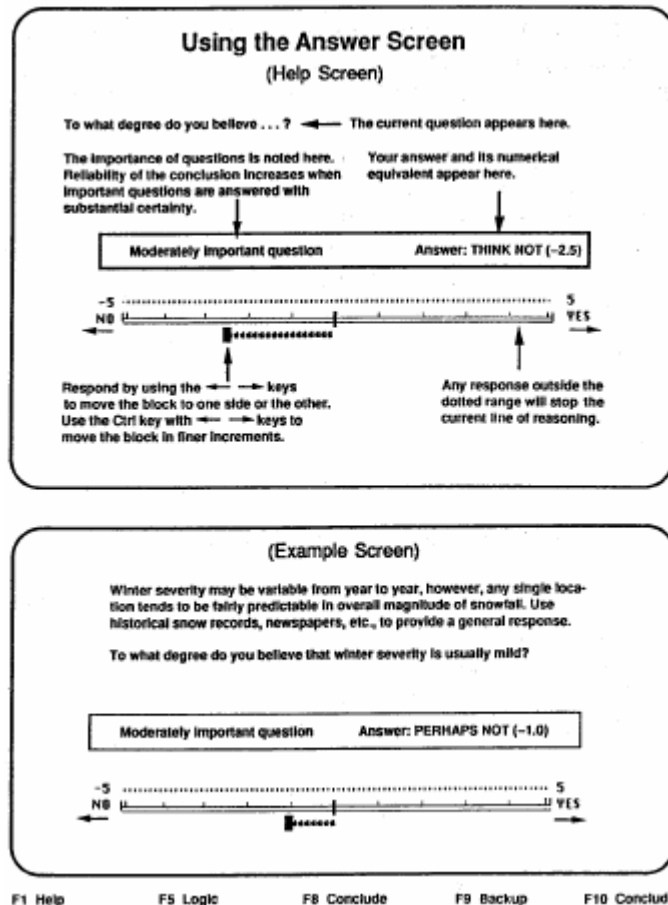 Using the Answer Screen
(Help Screen)
To what degree do you believe . . . ? The current question appears here.
The importance of questions is noted here. Your answer and its numerical
Reliability of the conclusion increases when equivalent appear here.
important questions are answered with
substantial certainty.
Moderately important question Answer: THINK NOT (–2.5)
-5 5
NO YES
Respond by using the keys Any response outside the
to move the block to one side or the other. dotted range will stop the
Use the Ctrl key with keys to current line of reasoning.
move the block in finer increments.
(Example Screen)
Winter severity may be variable from year to year, however, any single loca-
tion tends to be fairly predictable in overall magnitude of snowfall. Use
historical snow records, newspapers, etc., to provide a general response.
To what degree do you believe that winter severity is usually mild?
Moderately important question Answer: PERHAPS NOT (–1.0)
-5 5
NO YES
F1 Help F5 Logic F8 Conclude F9 Backup F10 Conclud